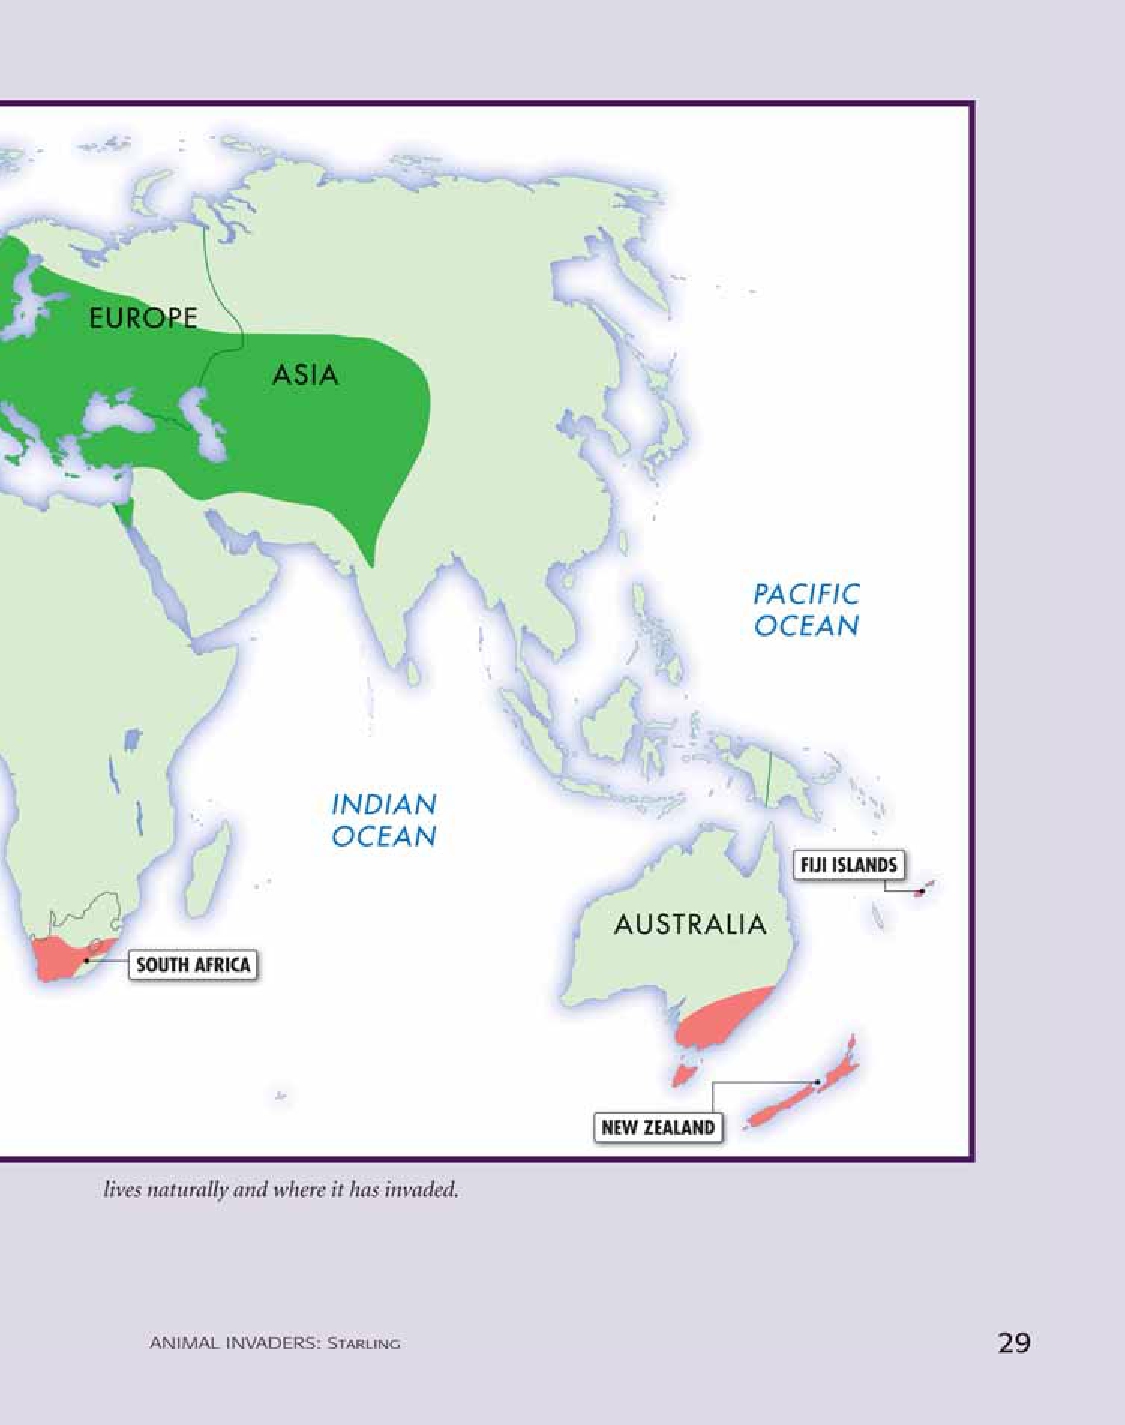 EUROPE
ASIA
PACIFIC
OCEAN
INDIAN
OCEAN
FIJI ISLANDS
AUSTRALIA
SOUTH AFRICA
NEW ZEALAND
lives naturally and where it has invaded.
ANIMAL INVADERS: STARLING
29